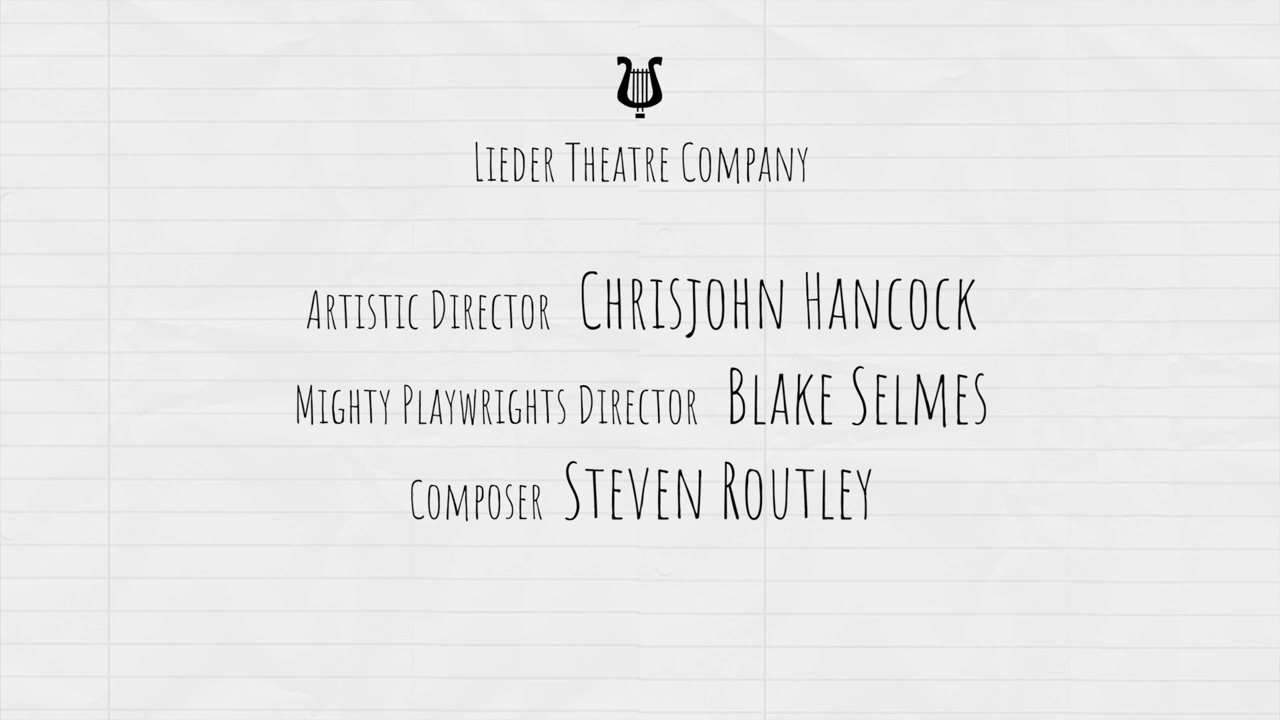 Lieder Theatre Company
Artistic Director Chrisjohn Hancock
Mighty Playwrights Director Blake Selmes
Composer Steven Routley